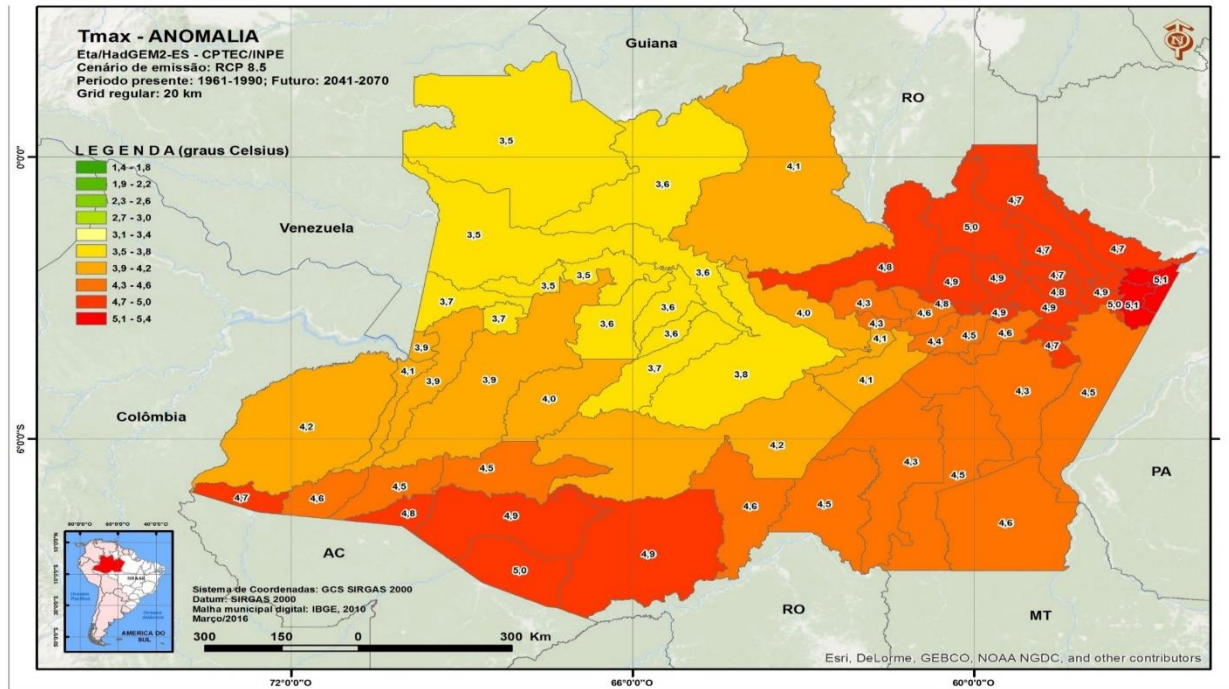 Tmax - ANOMALIA
Eta/HadGEM2-ES - CPTEC/INPE
Cenário de emissão: RCP 8.5
Periodo presente: 1961-1990; Futuro: 2041-2070
Grid regular: 20 km
L E G E N D A (graus Celsius)
1,4 - 1,8
1,9 - 2,2
2,3 - 2,6
2,7 - 3,0
3,1 - 3,4
3,5 - 3,8
3,9 - 4,2
4,3 - 4,6
4,7 - 5,0
5,1 - 5,4
Guiana
N
RO
Venezuela
Colômbia
AC
RO
MT
PA
0°0'0"
6°0'0"S
3,5
3,6
4,1
4,7
5,0
3,5
4,7
4,7
4,8
3,6
3,5
3,5
4,9
4,9
4,7
5,1
3,7
4,8
4,9
5,0
5,1
3,7
3,6
3,6
4,0
4,3
4,8
4,6
4,9
4,9
3,6
4,3
4,1
4,4
4,5
4,6
4,7
3,9
4,1
3,9
3,9
3,7
3,8
4,1
4,3
4,5
4,0
4,2
4,2
4,5
4,3
4,5
4,7
4,6
4,5
4,6
4,5
4,6
4,8
4,9
4,9
5,0
BRASIL
AMERICA DO
SUL
Sistema de Coordenadas: GCS SIRGAS 2000
Datum: SIRGAS 2000
Malha municipal digital: IBGE, 2010
Março/2016
300 150 0 300 Km
Esri, DeLorme, GEBCO, NOAA NGDC, and other contributors
72°0'0"O 66°0'0"O 60°0'0"O